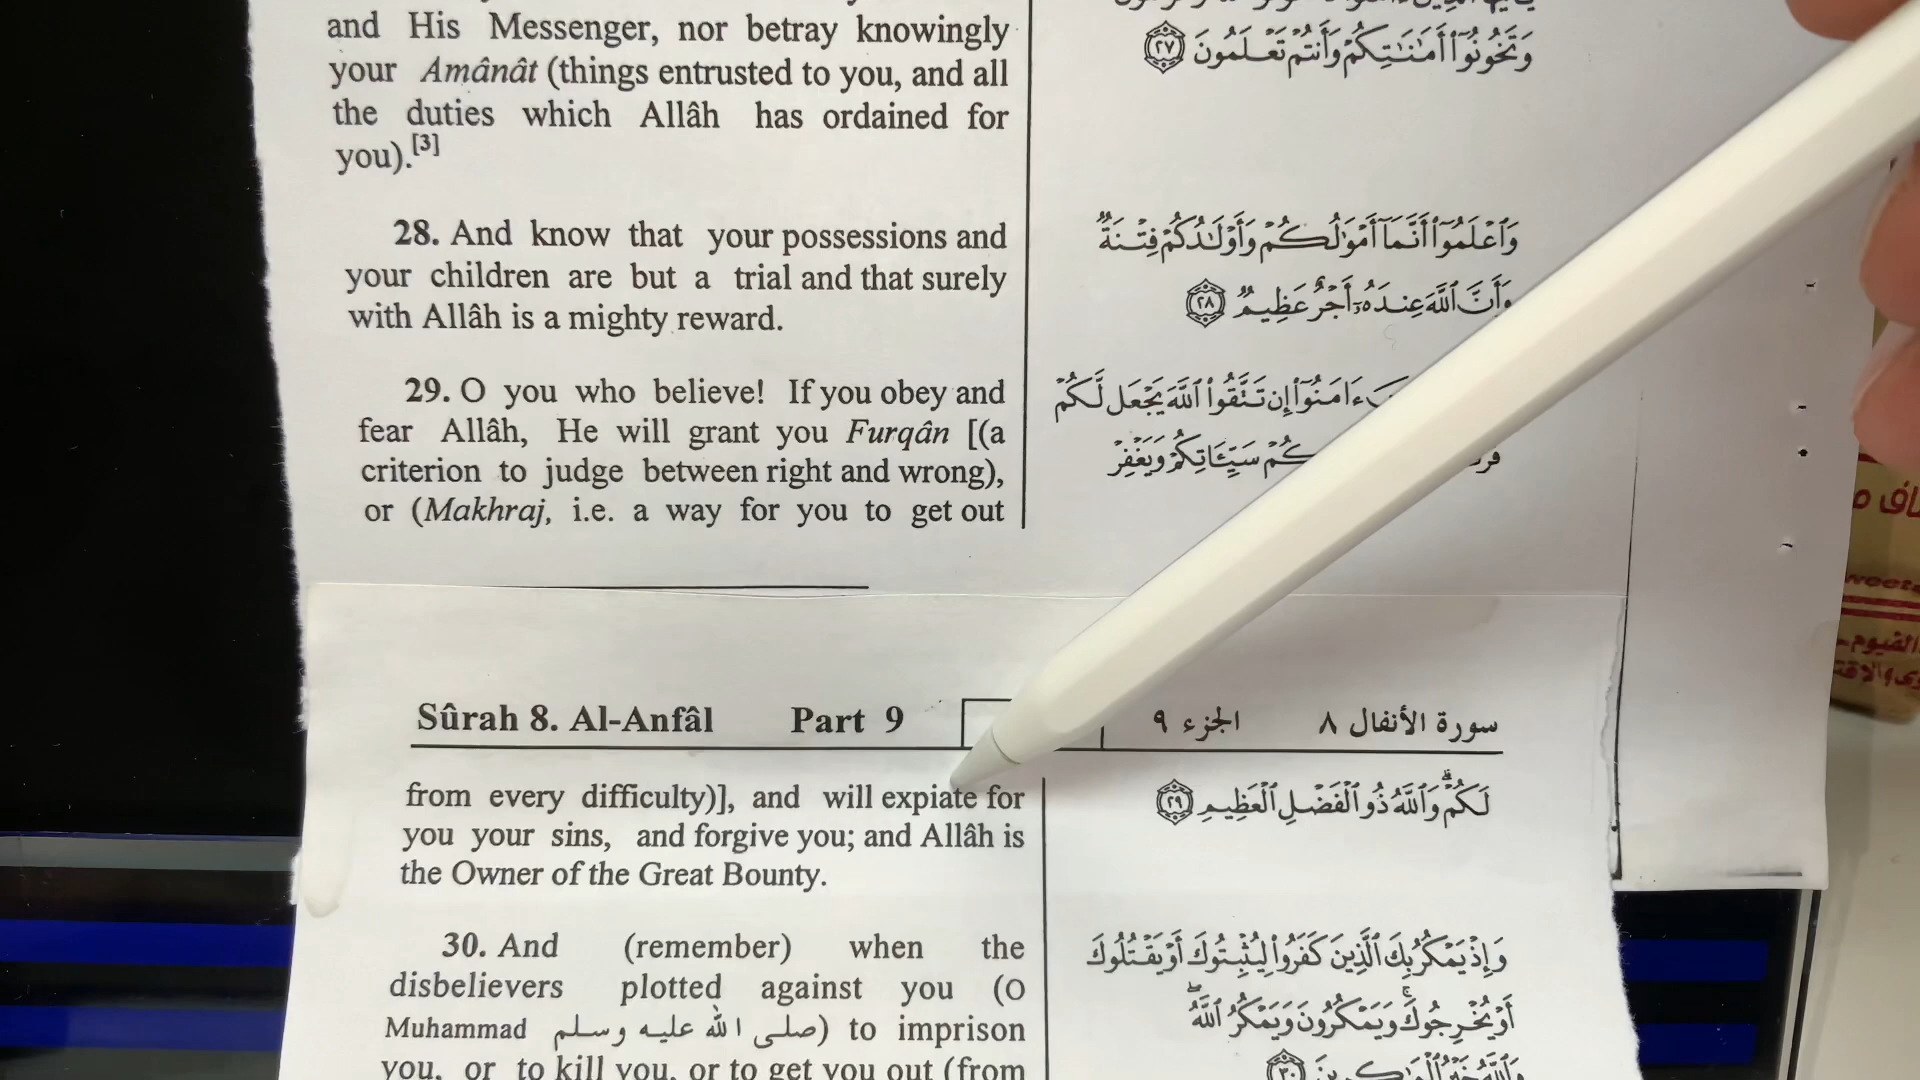 and His Messenger, nor betray knowingly
your Amânât (things entrusted to you, and all
the duties which Allâh has ordained for
you).[3]
28. And know that your possessions and
your children are but a trial and that surely
with Allâh is a mighty reward.
29. O you who believe! If you obey and
fear Allâh, He will grant you Furqân [(a
criterion to judge between right and wrong),
or (Makhraj, i.e. a way for you to get out
وَتَخُونُوٓا۟ أَمَٰنَٰتِكُمْ وَأَنتُمْ تَعْلَمُونَ ٢٧
وَٱعْلَمُوٓا۟ أَنَّمَآ أَمْوَٰلُكُمْ وَأَوْلَٰدُكُمْ فِتْنَةٌ
وَأَنَّ ٱللَّهَ عِندَهُۥٓ أَجْرٌ عَظِيمٌ ٢٨
ءَامَنُوٓا۟ إِن تَتَّقُوا۟ ٱللَّهَ يَجْعَل لَّكُمْ
سَيِّـَٔاتِكُمْ وَيَغْفِرْ
Sûrah 8. Al-Anfâl Part 9 الجزء ٩ سورة الأنفال ٨
from every difficulty)], and will expiate for
you your sins, and forgive you; and Allâh is
the Owner of the Great Bounty.
30. And (remember) when the
disbelievers plotted against you (O
Muhammad صلى الله عليه وسلم) to imprison
you, or to kill you, or to get you out (from
لَكُمْ ۗ وَٱللَّهُ ذُو ٱلْفَضْلِ ٱلْعَظِيمِ ٢٩
وَإِذْ يَمْكُرُ بِكَ ٱلَّذِينَ كَفَرُوا۟ لِيُثْبِتُوكَ أَوْ يَقْتُلُوكَ
أَوْ يُخْرِجُوكَ ۚ وَيَمْكُرُونَ وَيَمْكُرُ ٱللَّهُ ۖ
وَٱللَّهُ خَيْرُ ٱلْمَٰكِرِينَ ٣٠